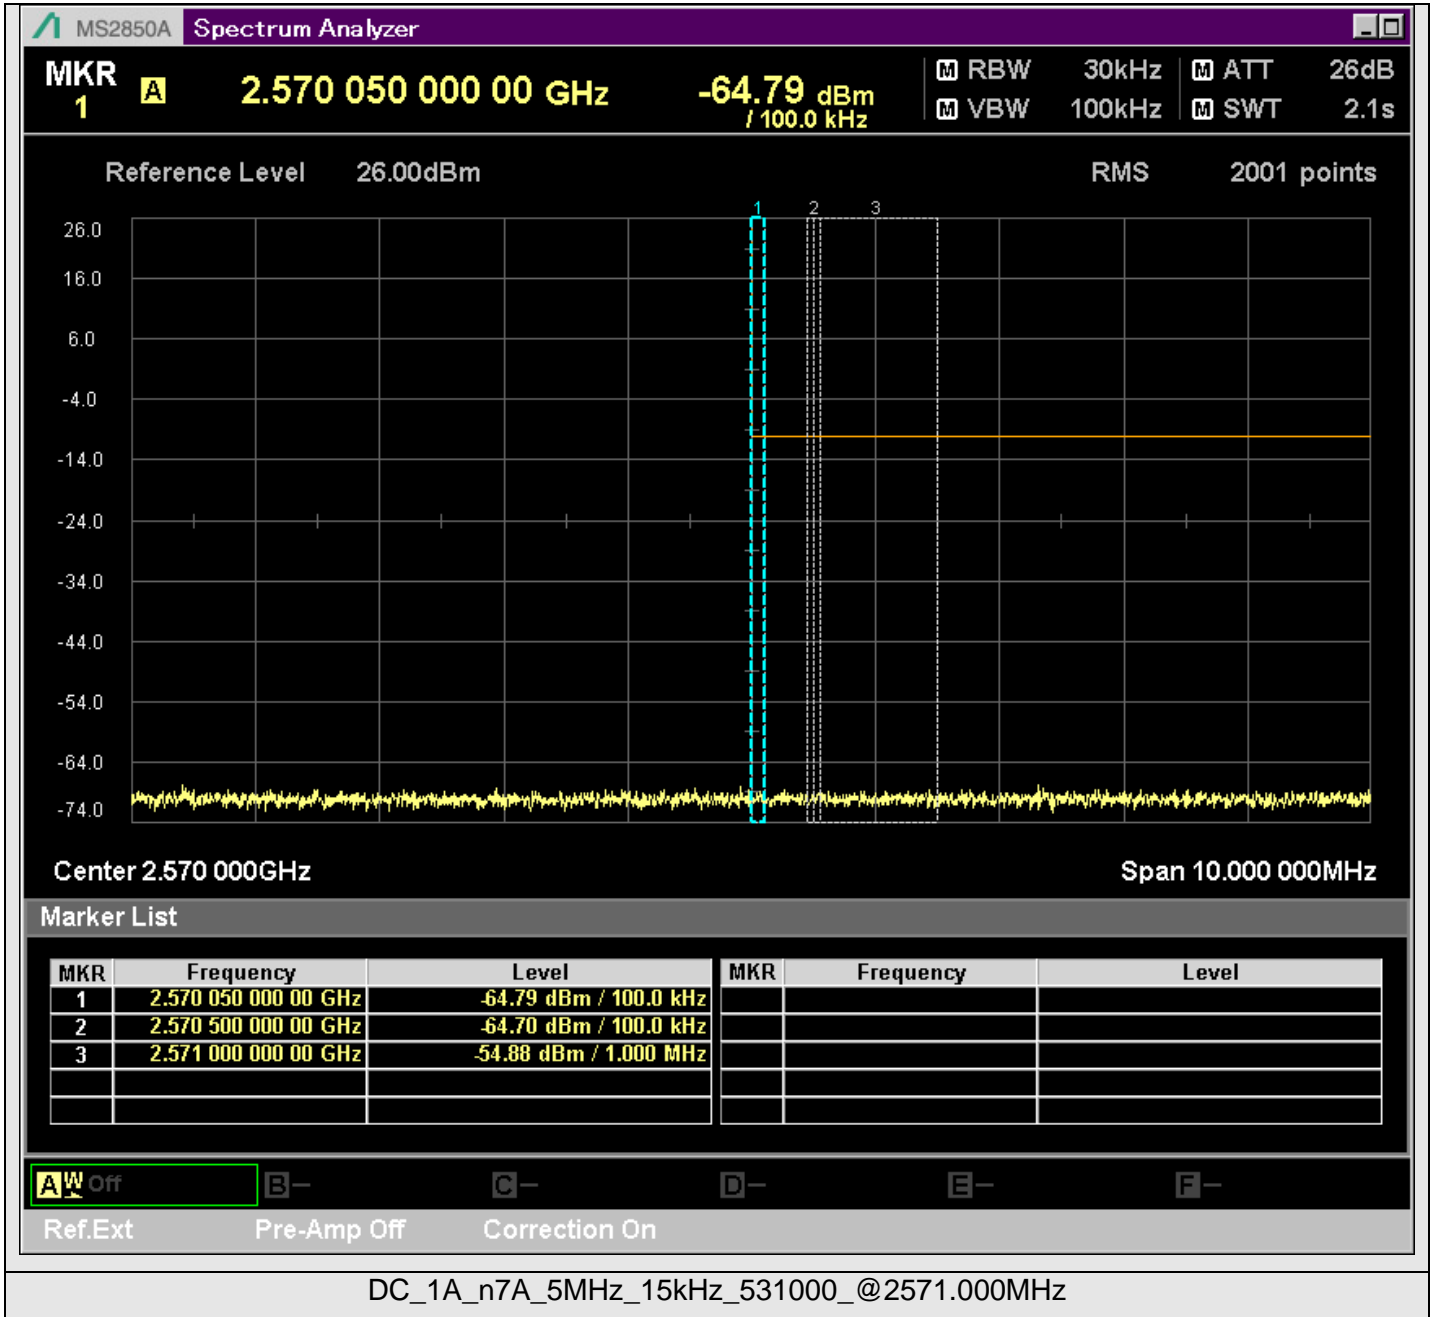 MS2850A Spectrum Analyzer
MKR 1 A 2.570 050 000 00 GHz -64.79 dBm / 100.0 kHz
M RBW 30kHz M ATT 26dB
M VBW 100kHz M SWT 2.1s
Reference Level 26.00dBm RMS 2001 points
1 2 3
26.0
16.0
6.0
-4.0
-14.0
-24.0
-34.0
-44.0
-54.0
-64.0
-74.0
Center 2.570 000GHz Span 10.000 000MHz
Marker List
MKR Frequency Level MKR Frequency Level
1 2.570 050 000 00 GHz -64.79 dBm / 100.0 kHz
2 2.570 500 000 00 GHz -64.70 dBm / 100.0 kHz
3 2.571 000 000 00 GHz -54.88 dBm / 1.000 MHz
A W Off B – C – D – E – F –
Ref.Ext Pre-Amp Off Correction On
DC_1A_n7A_5MHz_15kHz_531000_@2571.000MHz